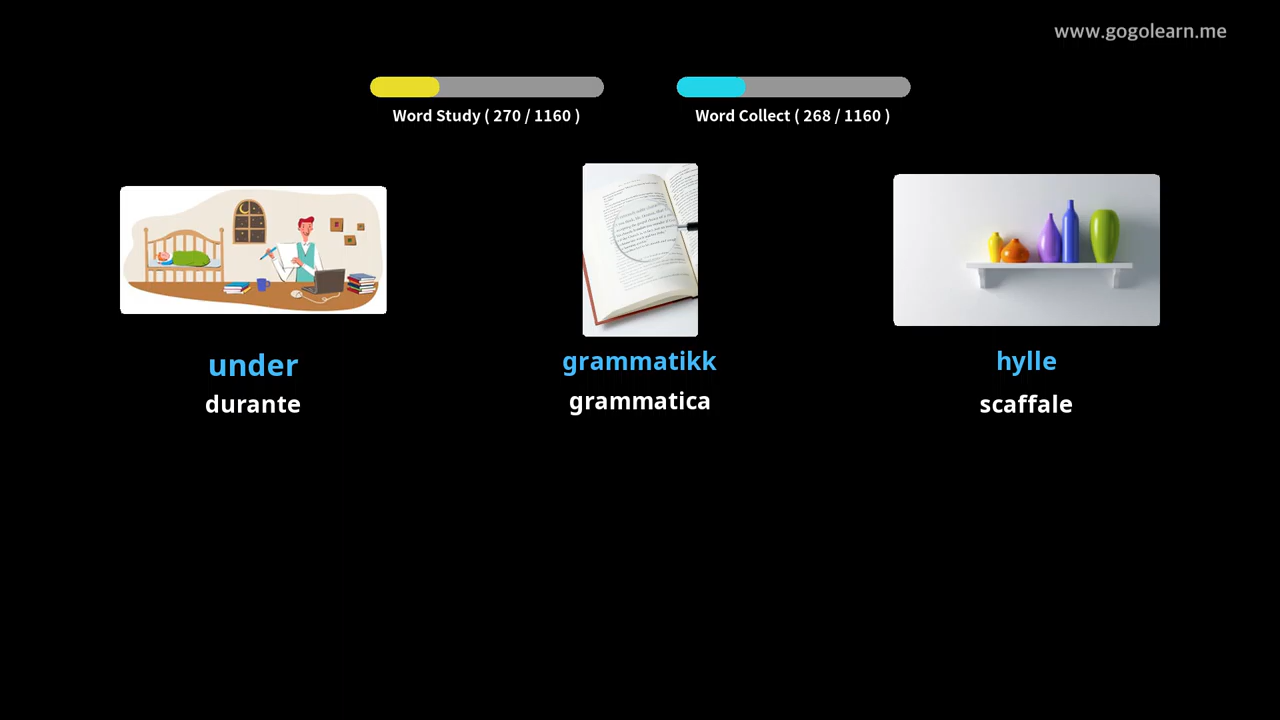 www.gogolearn.me
Word Study ( 270 / 1160 )
Word Collect ( 268 / 1160 )
under
durante
grammatikk
grammatica
hylle
scaffale